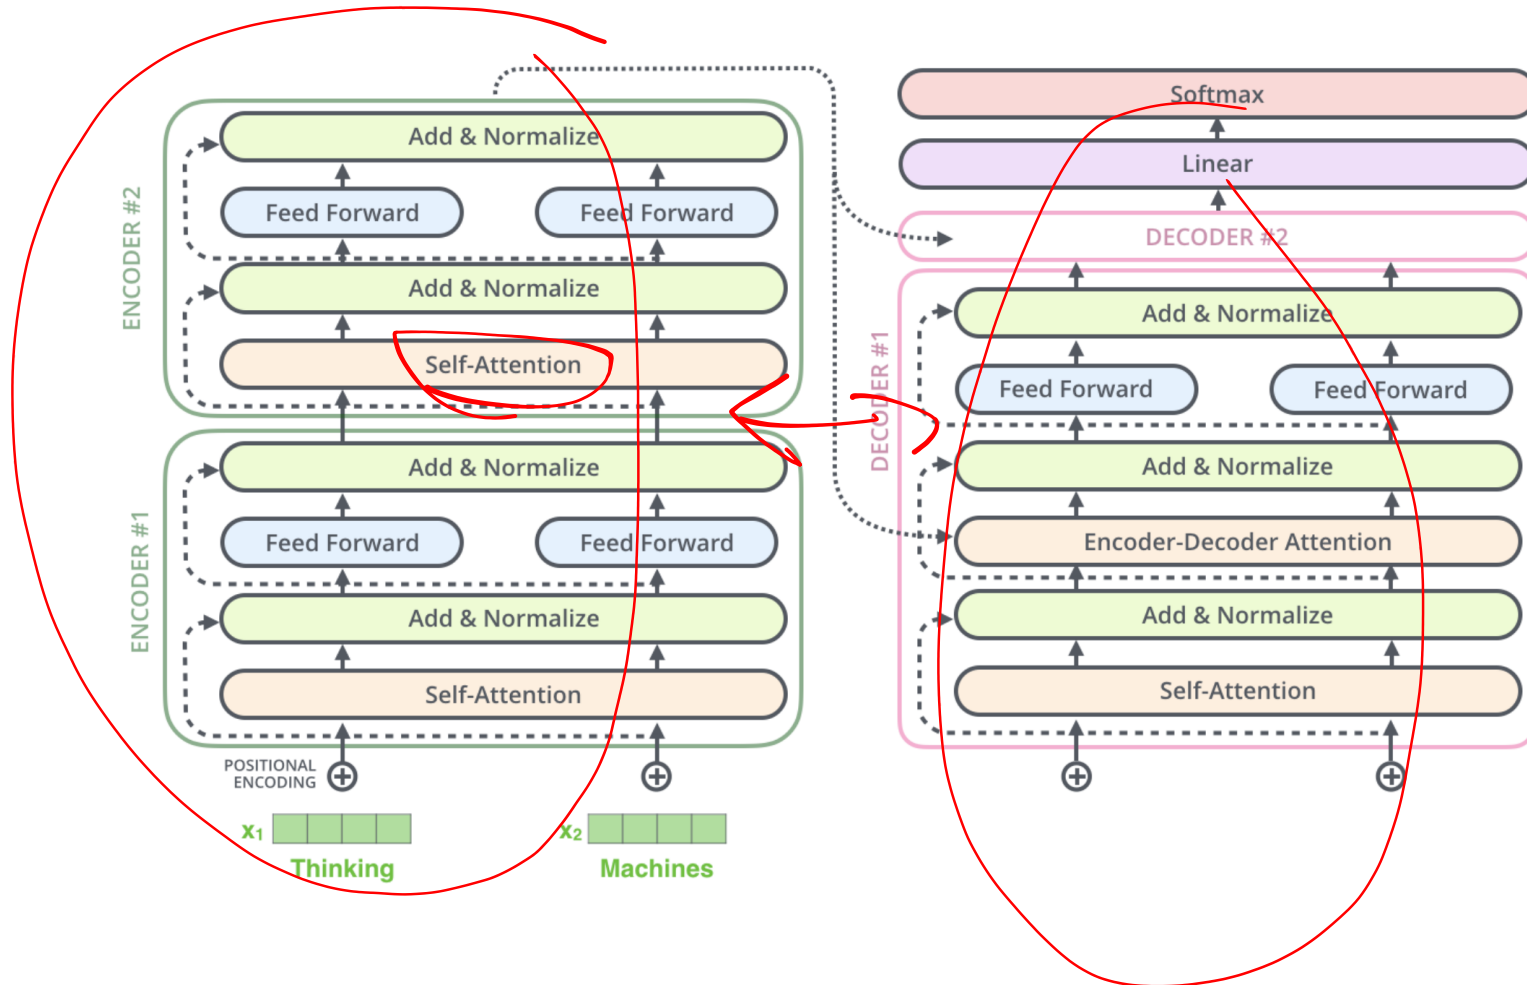 ENCODER #2
Add & Normalize
Feed Forward
Feed Forward
Add & Normalize
Self-Attention
ENCODER #1
Add & Normalize
Feed Forward
Feed Forward
Add & Normalize
Self-Attention
POSITIONAL
ENCODING
x₁
x₂
Thinking
Machines
Softmax
Linear
DECODER #2
DECODER #1
Add & Normalize
Feed Forward
Feed Forward
Add & Normalize
Encoder-Decoder Attention
Add & Normalize
Self-Attention